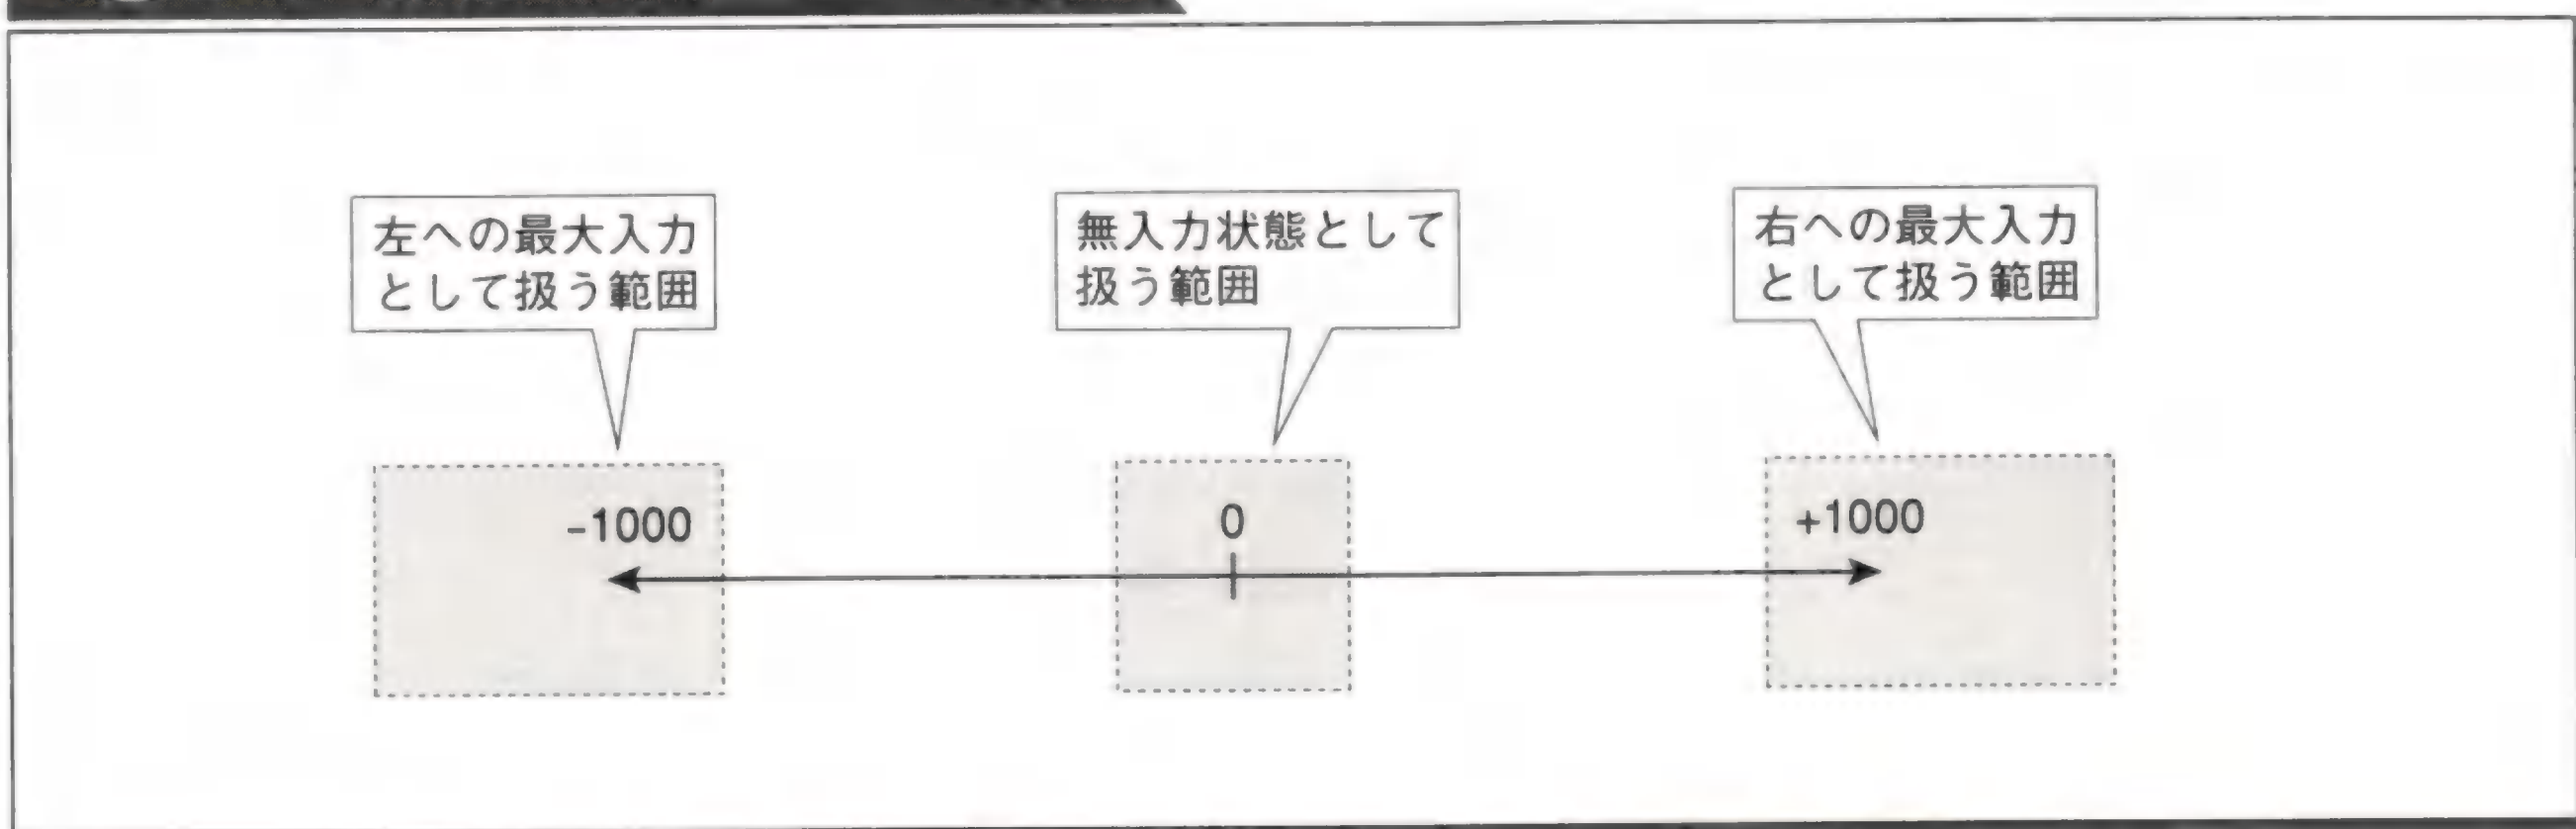 左への最大入力
として扱う範囲
無入力状態として
扱う範囲
右への最大入力
として扱う範囲
-1000
0
+1000